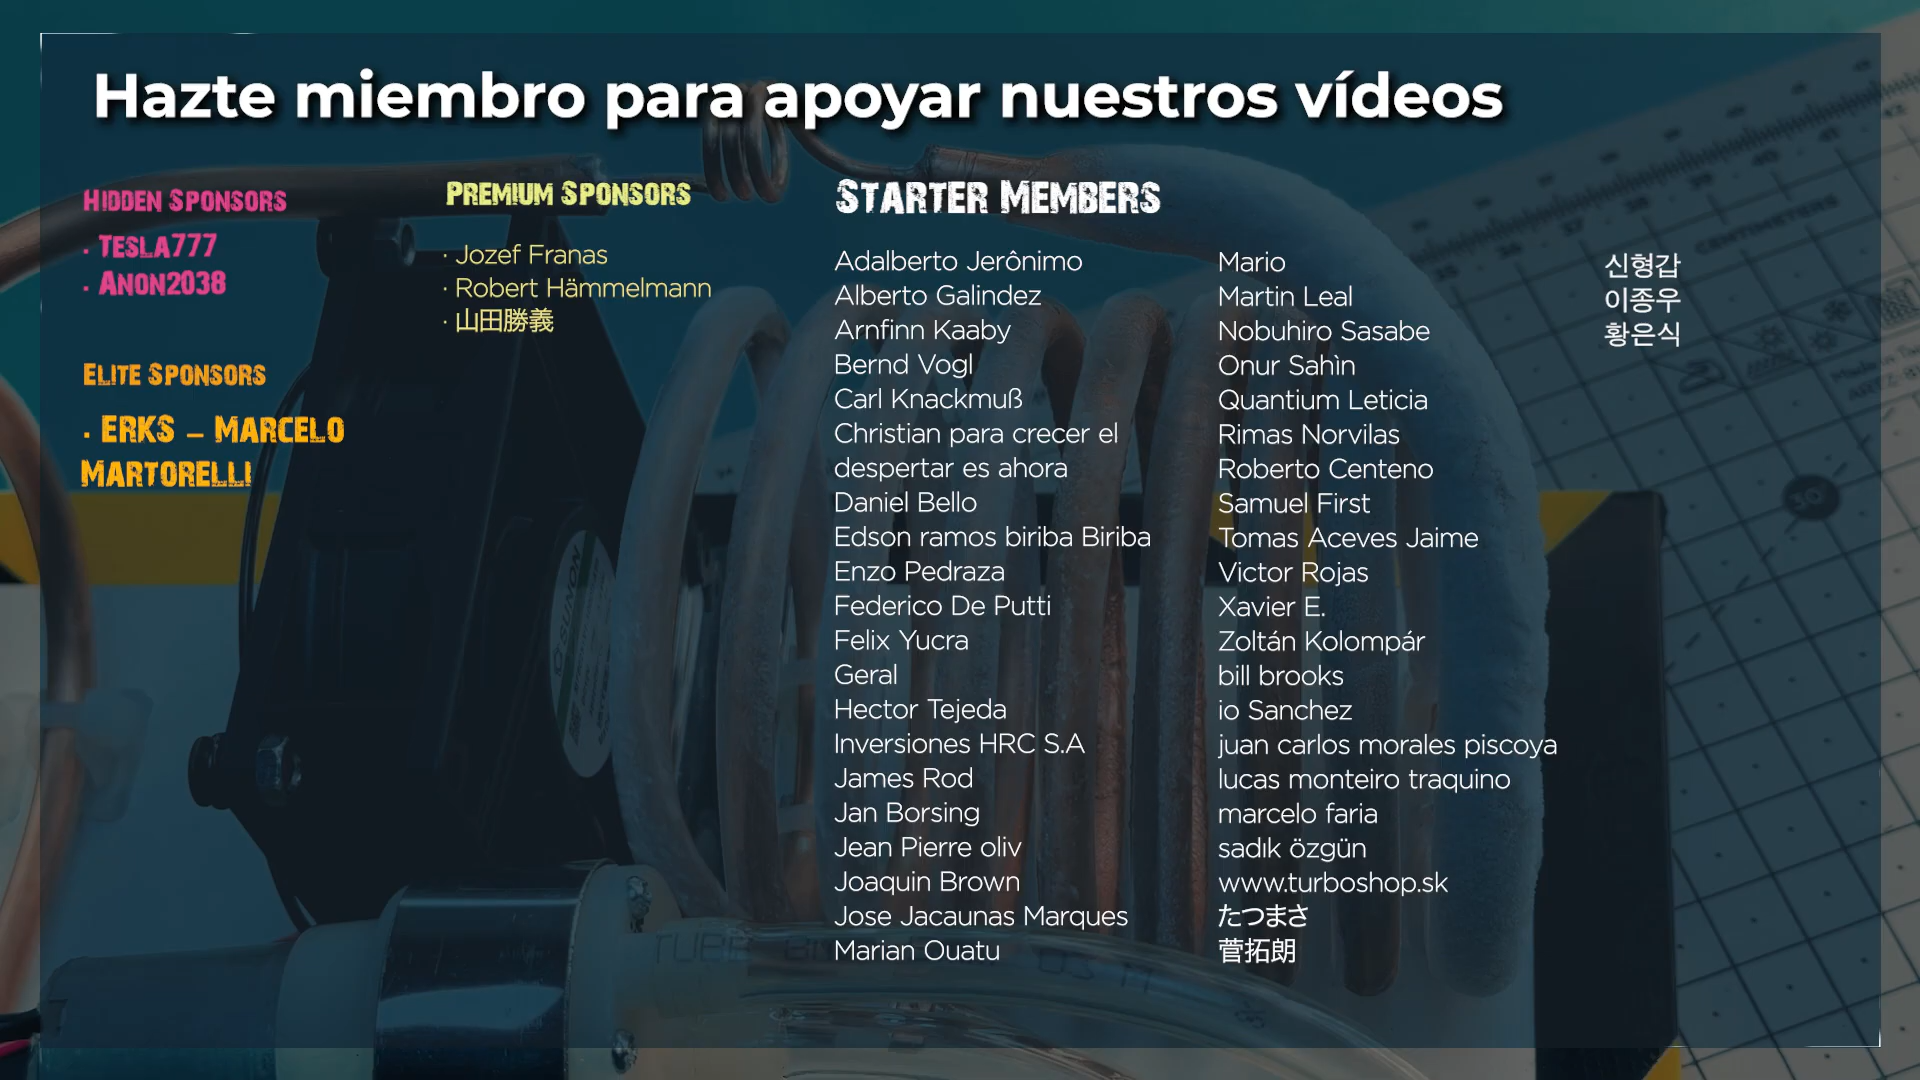 Hazte miembro para apoyar nuestros vídeos
Hidden Sponsors
· Tesla777
· Anon2038
Elite Sponsors
· ERKS – Marcelo
Martorelli
Premium Sponsors
· Jozef Franas
· Robert Hämmelmann
· 山田勝義
Starter Members
Adalberto Jerônimo
Alberto Galindez
Arnfinn Kaaby
Bernd Vogl
Carl Knackmuß
Christian para crecer el
despertar es ahora
Daniel Bello
Edson ramos biriba Biriba
Enzo Pedraza
Federico De Putti
Felix Yucra
Geral
Hector Tejeda
Inversiones HRC S.A
James Rod
Jan Borsing
Jean Pierre oliv
Joaquin Brown
Jose Jacaunas Marques
Marian Ouatu
Mario
Martin Leal
Nobuhiro Sasabe
Onur Sahìn
Quantium Leticia
Rimas Norvilas
Roberto Centeno
Samuel First
Tomas Aceves Jaime
Victor Rojas
Xavier E.
Zoltán Kolompár
bill brooks
io Sanchez
juan carlos morales piscoya
lucas monteiro traquino
marcelo faria
sadık özgün
www.turboshop.sk
たつまさ
菅拓朗
신형갑
이종우
황은식
SUNON
CENTIMETERS